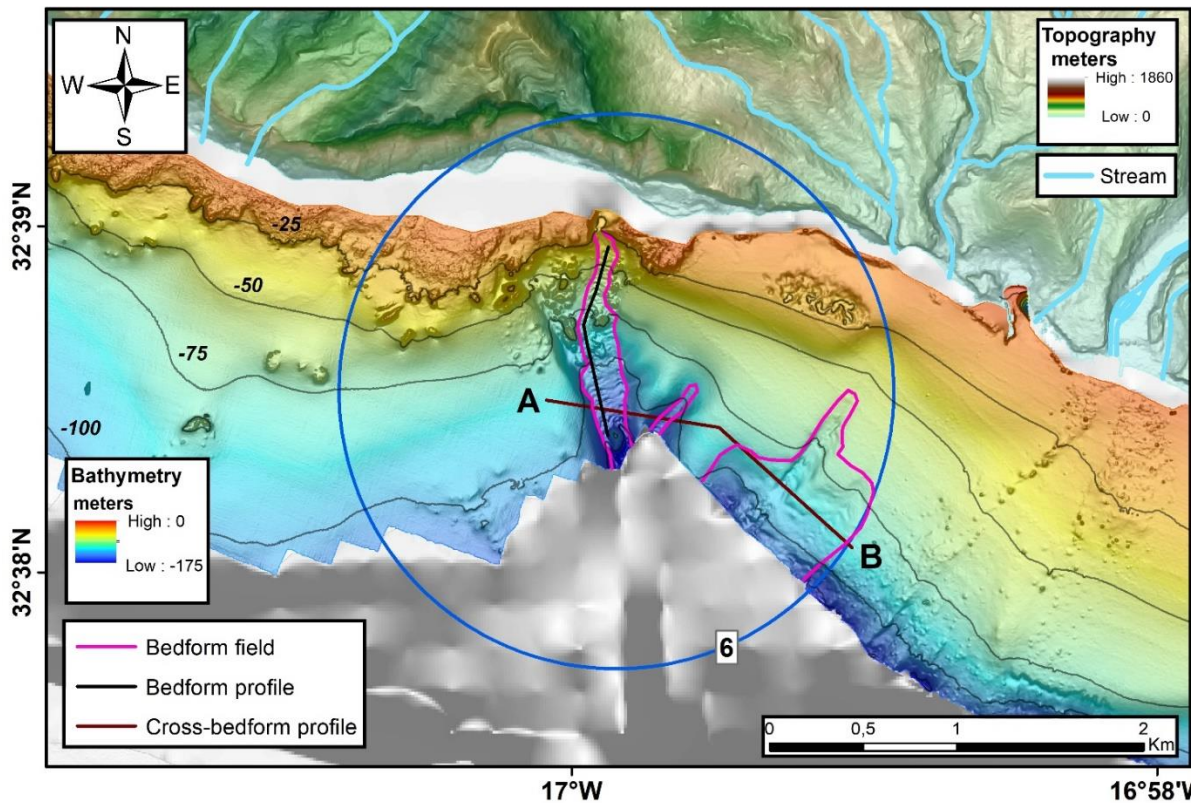 N
W E
S
Topography
meters
High : 1860
Low : 0
Stream
32°39'N
-25
-50
-75
-100
A
B
Bathymetry
meters
High : 0
Low : -175
32°38'N
6
Bedform field
Bedform profile
Cross-bedform profile
0 0,5 1 2
Km
17°W
16°58'W